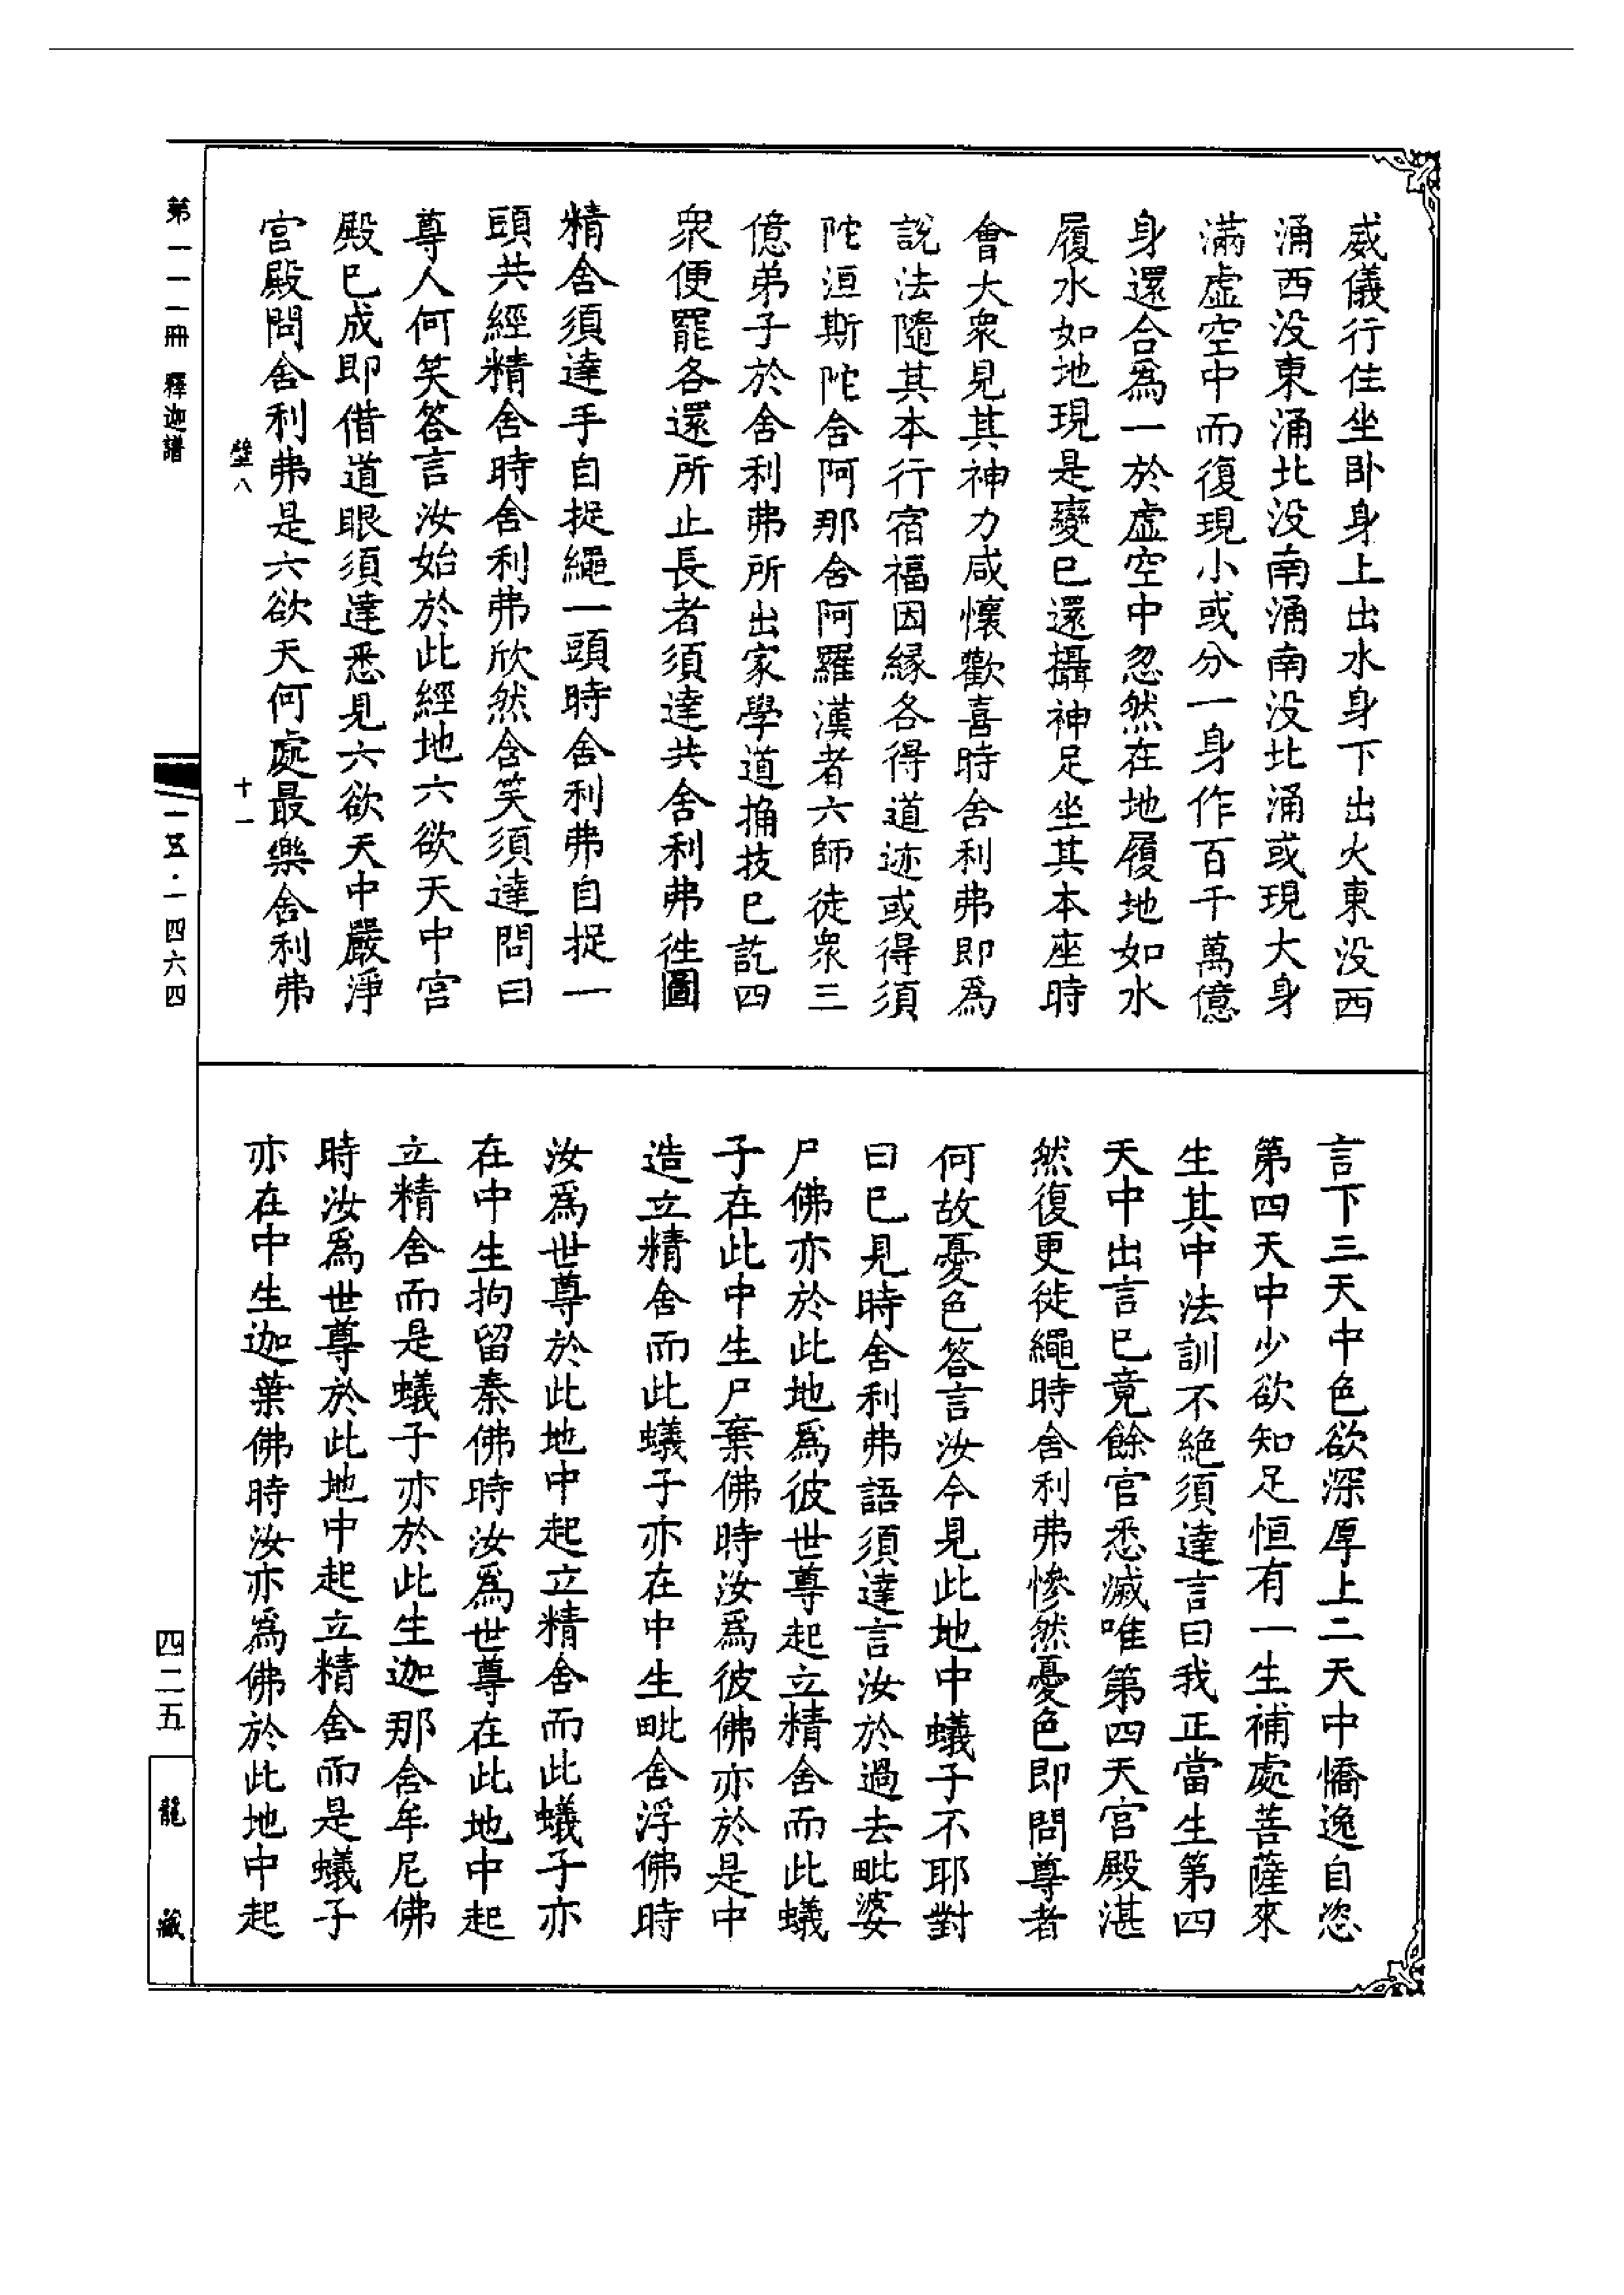 威儀行住坐臥身上出水身下出火東没西
涌西没東涌北没南涌南没北涌或現大身
滿虛空中而復現小或分一身作百千萬億
身還合爲一於虛空中忽然在地履地如水
履水如地現是變已還攝神足坐其本座時
會大衆見其神力咸懷歡喜時舍利弗即爲
說法隨其本行宿福因緣各得道迹或得須
陀洹斯陀舍阿那舍阿羅漢者六師徒衆三
億弟子於舍利弗所出家學道捔技已訖四
衆便罷各還所止長者須達共舍利弗徃圖
精舍須達手自捉繩一頭時舍利弗自捉一
頭共經精舍時舍利弗欣然含笑須達問曰
尊人何笑答言汝始於此經地六欲天中宮
殿已成即借道眼須達悉見六欲天中嚴淨
宮殿問舍利弗是六欲天何處最樂舍利弗
壁八
十一
言下三天中色欲深厚上二天中憍逸自恣
第四天中少欲知足恒有一生補處菩薩來
生其中法訓不絶須達言曰我正當生第四
天中出言已竟餘宮悉滅唯第四天宮殿湛
然復更徙繩時舍利弗慘然憂色即問尊者
何故憂色答言汝今見此地中蟻子不耶對
曰已見時舍利弗語須達言汝於過去毗婆
尸佛亦於此地爲彼世尊起立精舍而此蟻
子在此中生尸棄佛時汝爲彼佛亦於是中
造立精舍而此蟻子亦在中生毗舍浮佛時
汝爲世尊於此地中起立精舍而此蟻子亦
在中生拘留秦佛時汝爲世尊在此地中起
立精舍而是蟻子亦於此生迦那舍牟尼佛
時汝爲世尊於此地中起立精舍而是蟻子
亦在中生迦葉佛時汝亦爲佛於此地中起
第一一一冊 釋迦譜
一五·一四六四
四二五
龍藏